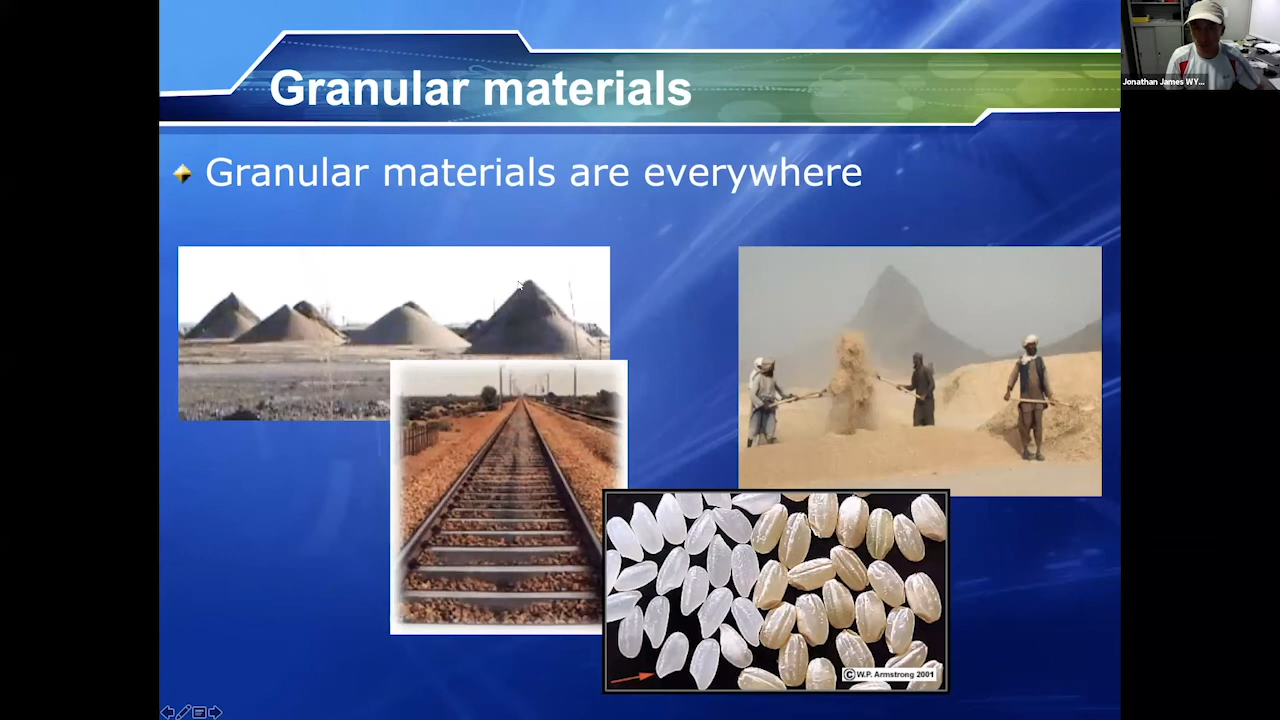 Granular materials
Granular materials are everywhere
Jonathan James WY...
©W.P. Armstrong 2001